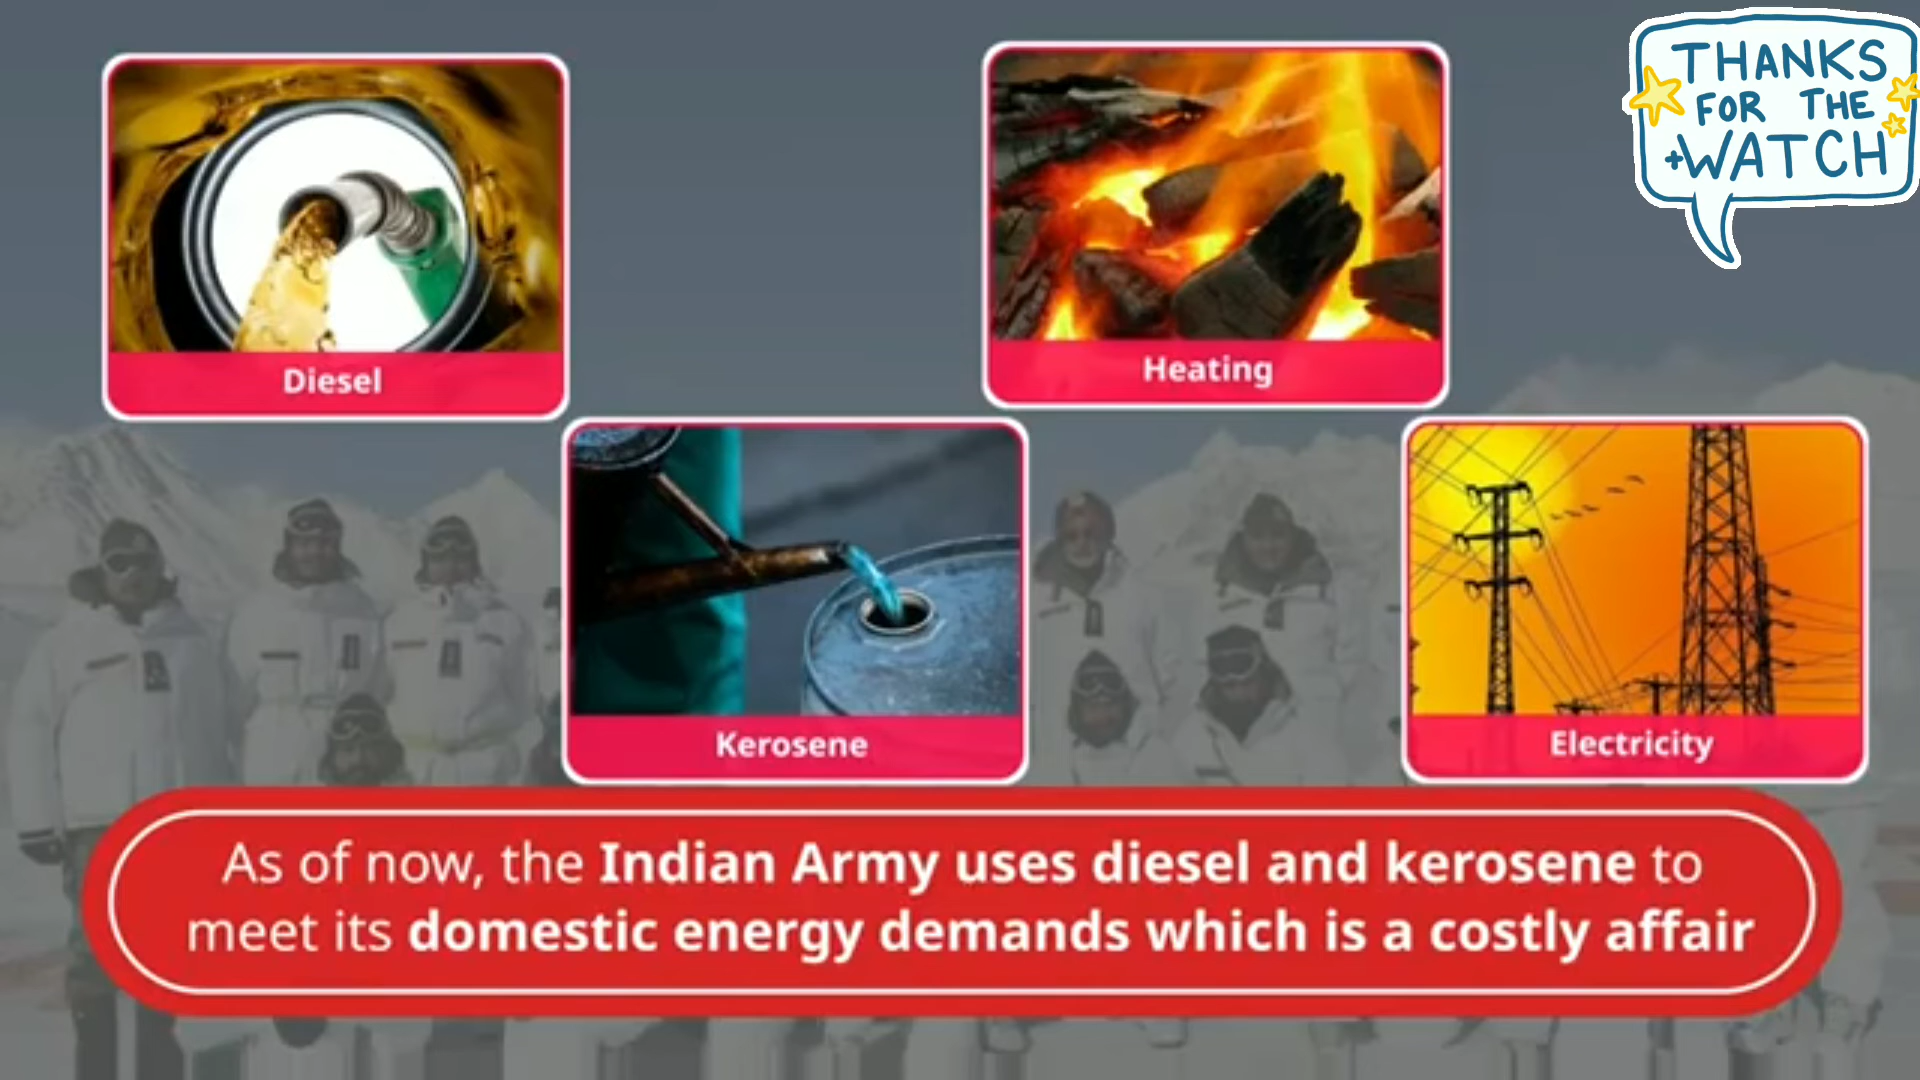 THANKS
FOR THE
WATCH
Diesel
Heating
Kerosene
Electricity
As of now, the Indian Army uses diesel and kerosene to
meet its domestic energy demands which is a costly affair